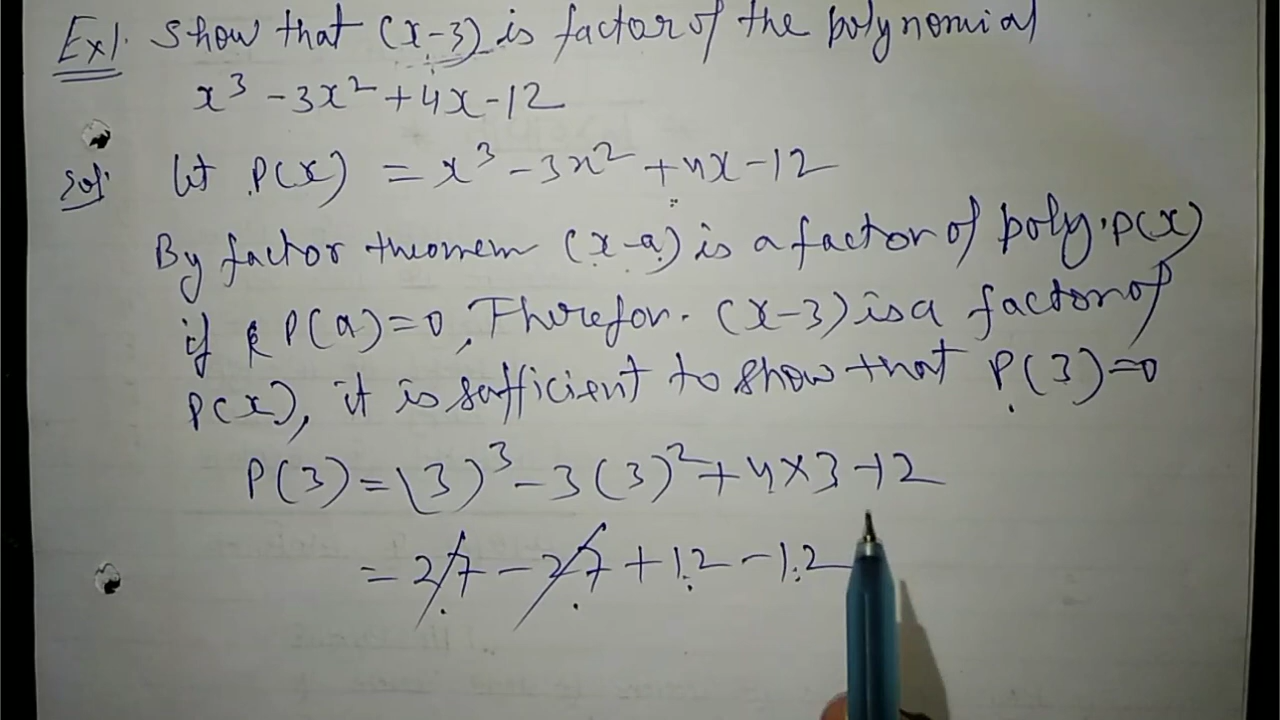 Ex1. Show that (x-3) is factor of the polynomial
x³ - 3x² + 4x - 12
Sol. let P(x) = x³ - 3x² + 4x - 12
By factor theorem (x-a) is a factor of poly. P(x)
if P(a) = 0, Therefor. (x-3) is a factor of
P(x), it is sufficient to show that P(3) = 0
P(3) = (3)³ - 3(3)² + 4×3 - 12
= 27 - 27 + 12 - 12